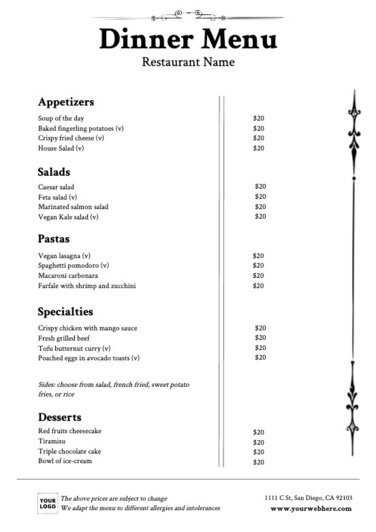 Dinner Menu
Restaurant Name
Appetizers
Soup of the day $20
Baked fingerling potatoes (v) $20
Crispy fried cheese (v) $20
House Salad (v) $20
Salads
Caesar salad $20
Feta salad (v) $20
Marinated salmon salad $20
Vegan Kale salad (v) $20
Pastas
Vegan lasagna (v) $20
Spaghetti pomodoro (v) $20
Macaroni carbonara $20
Farfale with shrimp and zucchini $20
Specialties
Crispy chicken with mango sauce $20
Fresh grilled beef $20
Tofu butternut curry (v) $20
Poached eggs in avocado toasts (v) $20
Sides: choose from salad, french fried, sweet potato
fries, or rice
Desserts
Red fruits cheesecake $20
Tiramisu $20
Triple chocolate cake $20
Bowl of ice-cream $20
YOUR
LOGO
The above prices are subject to change
We adapt the menu to different allergies and intolerances
1111 C St, San Diego, CA 92103
www.yourwebhere.com